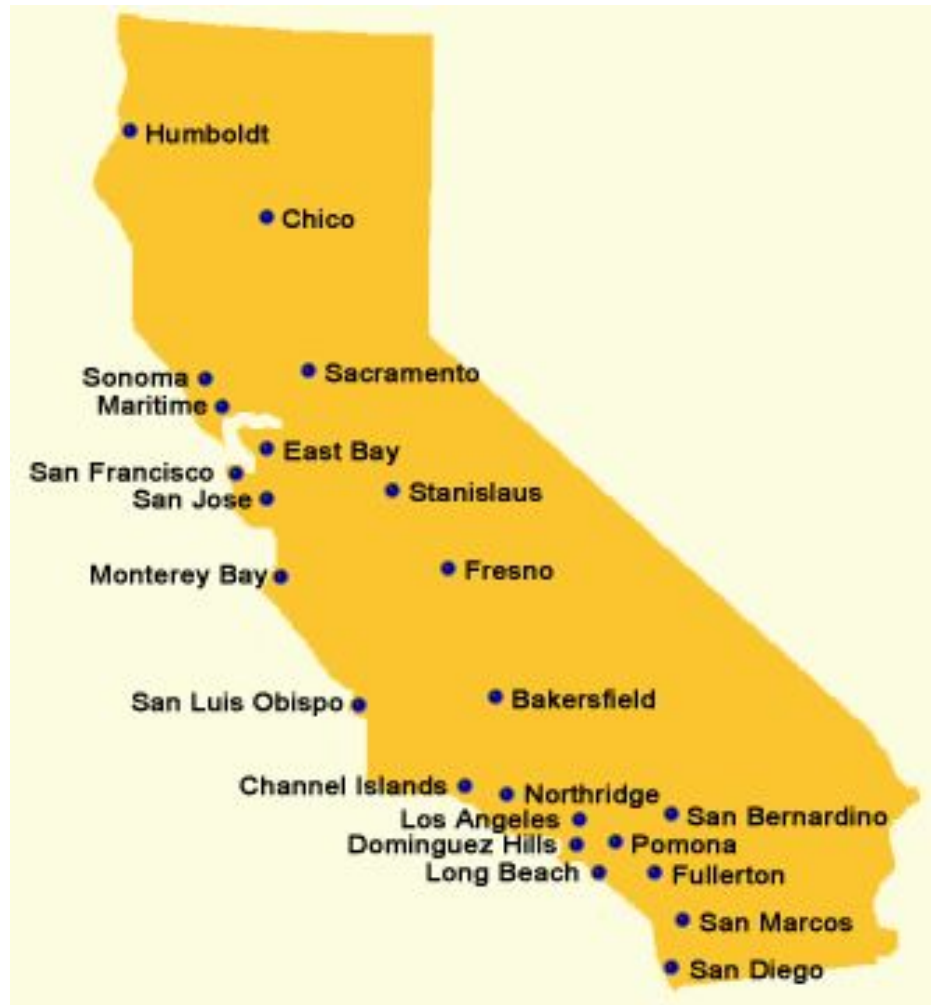 Humboldt
Chico
Sacramento
Sonoma
Maritime
East Bay
San Francisco
Stanislaus
San Jose
Fresno
Monterey Bay
Bakersfield
San Luis Obispo
Channel Islands
Northridge
San Bernardino
Los Angeles
Dominguez Hills
Pomona
Long Beach
Fullerton
San Marcos
San Diego